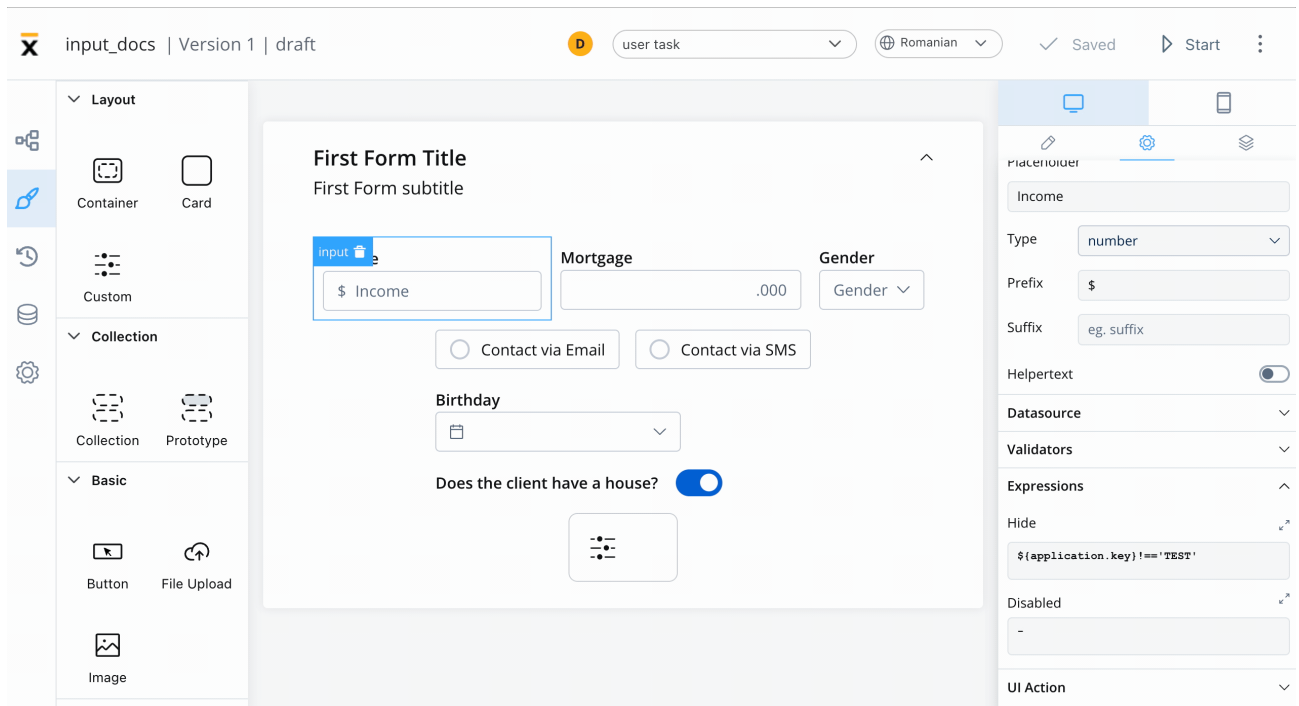 input_docs | Version 1 | draft
D
user task
Romanian
Saved
Start
Layout
Container
Card
Custom
Collection
Collection
Prototype
Basic
Button
File Upload
Image
First Form Title
First Form subtitle
input
e
$ Income
Mortgage
.000
Gender
Gender
Contact via Email
Contact via SMS
Birthday
Does the client have a house?
Placeholder
Income
Type
number
Prefix
$
Suffix
eg. suffix
Helpertext
Datasource
Validators
Expressions
Hide
${application.key}!=='TEST'
Disabled
-
UI Action